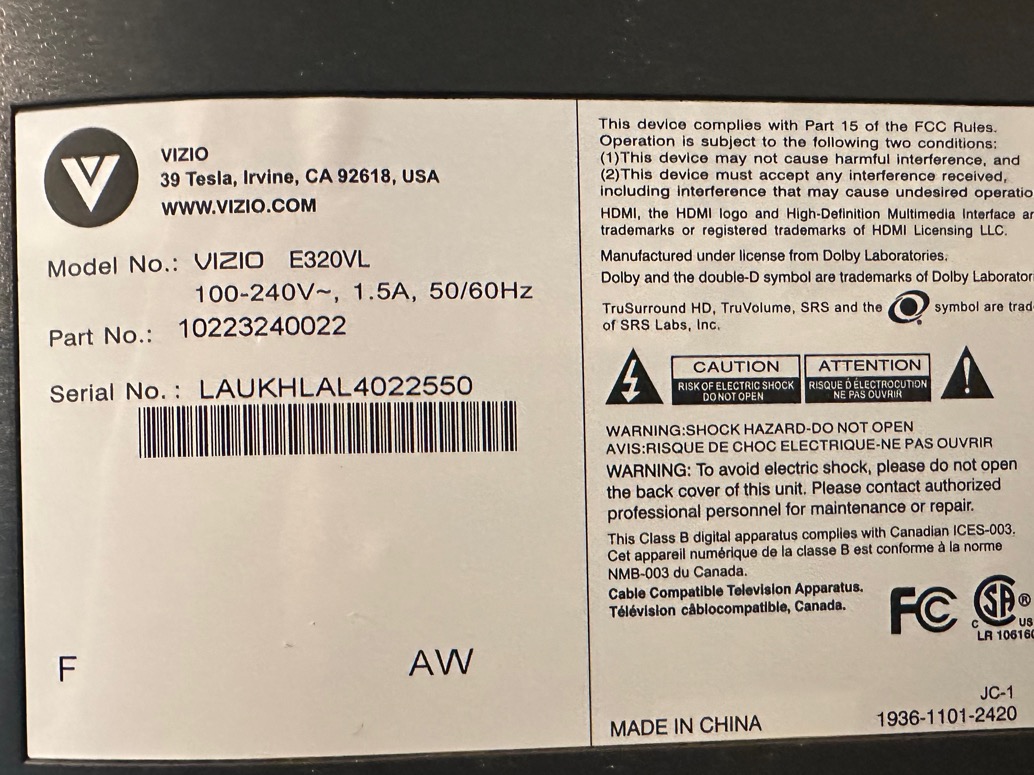 VIZIO
39 Tesla, Irvine, CA 92618, USA
WWW.VIZIO.COM
Model No.: VIZIO E320VL
100-240V~, 1.5A, 50/60Hz
Part No.: 10223240022
Serial No. : LAUKHLAL4022550
F
AW
This device complies with Part 15 of the FCC Rules.
Operation is subject to the following two conditions:
(1)This device may not cause harmful interference, and
(2)This device must accept any interference received,
including interference that may cause undesired operatio
HDMI, the HDMI logo and High-Definition Multimedia Interface ar
trademarks or registered trademarks of HDMI Licensing LLC.
Manufactured under license from Dolby Laboratories.
Dolby and the double-D symbol are trademarks of Dolby Laborator
TruSurround HD, TruVolume, SRS and the symbol are trad
of SRS Labs, Inc.
CAUTION
RISK OF ELECTRIC SHOCK
DO NOT OPEN
ATTENTION
RISQUE D ÉLECTROCUTION
NE PAS OUVRIR
WARNING:SHOCK HAZARD-DO NOT OPEN
AVIS:RISQUE DE CHOC ELECTRIQUE-NE PAS OUVRIR
WARNING: To avoid electric shock, please do not open
the back cover of this unit. Please contact authorized
professional personnel for maintenance or repair.
This Class B digital apparatus complies with Canadian ICES-003.
Cet appareil numérique de la classe B est conforme à la norme
NMB-003 du Canada.
Cable Compatible Television Apparatus.
Télévision câblocompatible, Canada.
FC
C SA ® US
LR 106160
JC-1
MADE IN CHINA
1936-1101-2420